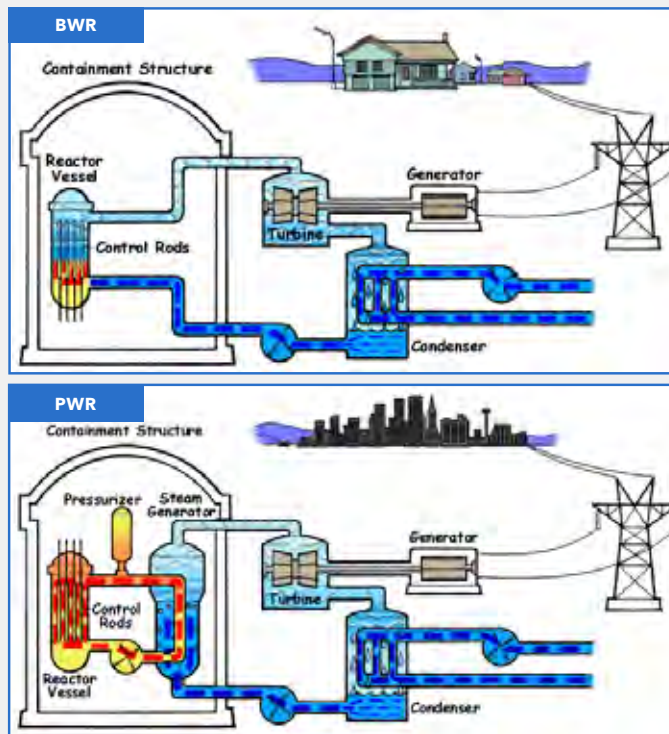 BWR
Containment Structure
Reactor
Vessel
Control Rods
Turbine
Generator
Condenser
PWR
Containment Structure
Pressurizer
Steam
Generator
Control
Rods
Reactor
Vessel
Turbine
Generator
Condenser